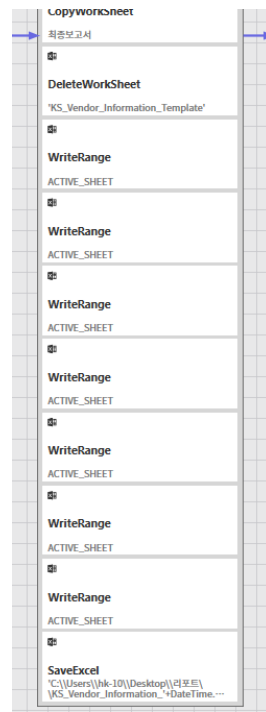 CopyWorkSheet
최종보고서
DeleteWorkSheet
'KS_Vendor_Information_Template'
WriteRange
ACTIVE_SHEET
WriteRange
ACTIVE_SHEET
WriteRange
ACTIVE_SHEET
WriteRange
ACTIVE_SHEET
WriteRange
ACTIVE_SHEET
WriteRange
ACTIVE_SHEET
WriteRange
ACTIVE_SHEET
SaveExcel
'C:\\Users\\hk-10\\Desktop\\리포트\
\KS_Vendor_Information_'+DateTime.…